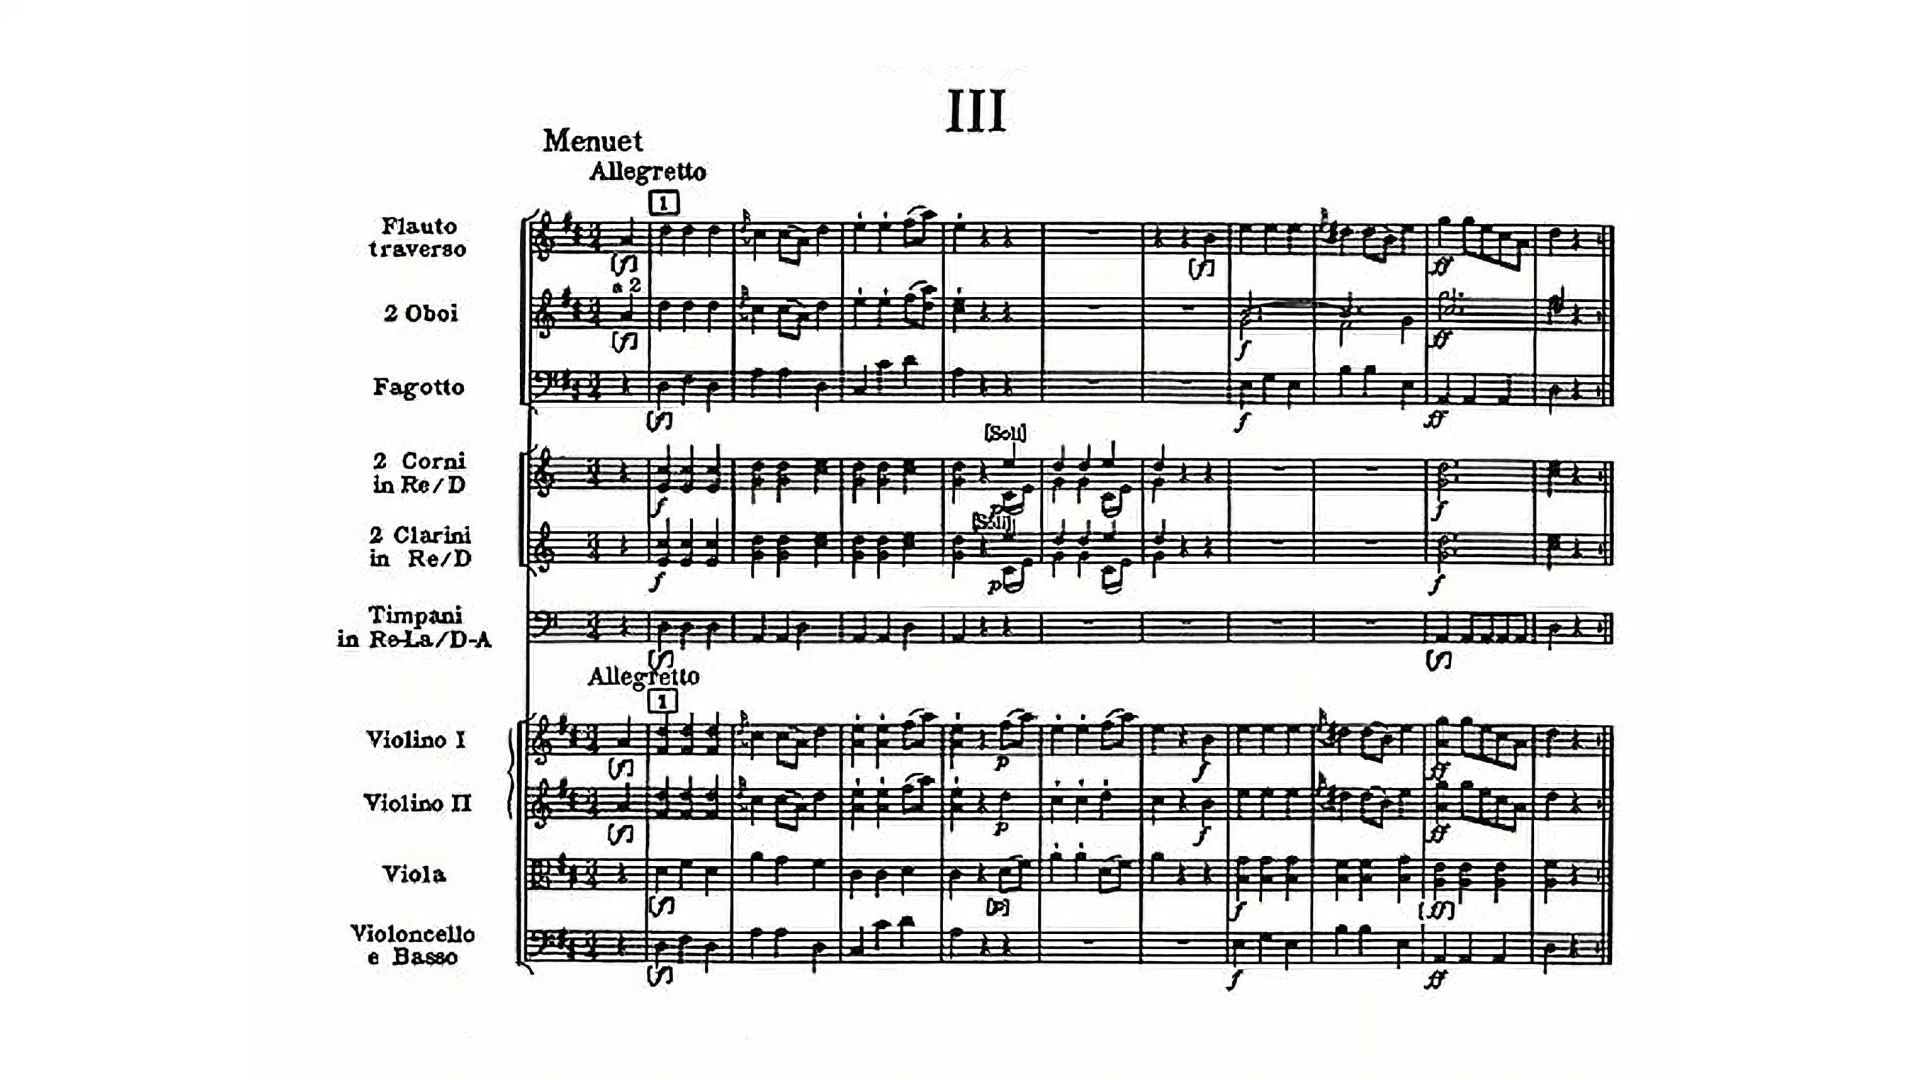 III
Menuet
Allegretto
1
Flauto
traverso
[f]
[f]
ff
a 2
2 Oboi
[f]
f
ff
Fagotto
[f]
f
ff
[Soli]
2 Corni
in Re/D
f
p
f
[Soli]
2 Clarini
in Re/D
f
p
f
Timpani
in Re-La/D-A
[f]
[f]
Allegretto
1
Violino I
[f]
p
f
ff
Violino II
[f]
p
f
ff
Viola
[f]
[p]
f
[ff]
Violoncello
e Basso
[f]
f
ff